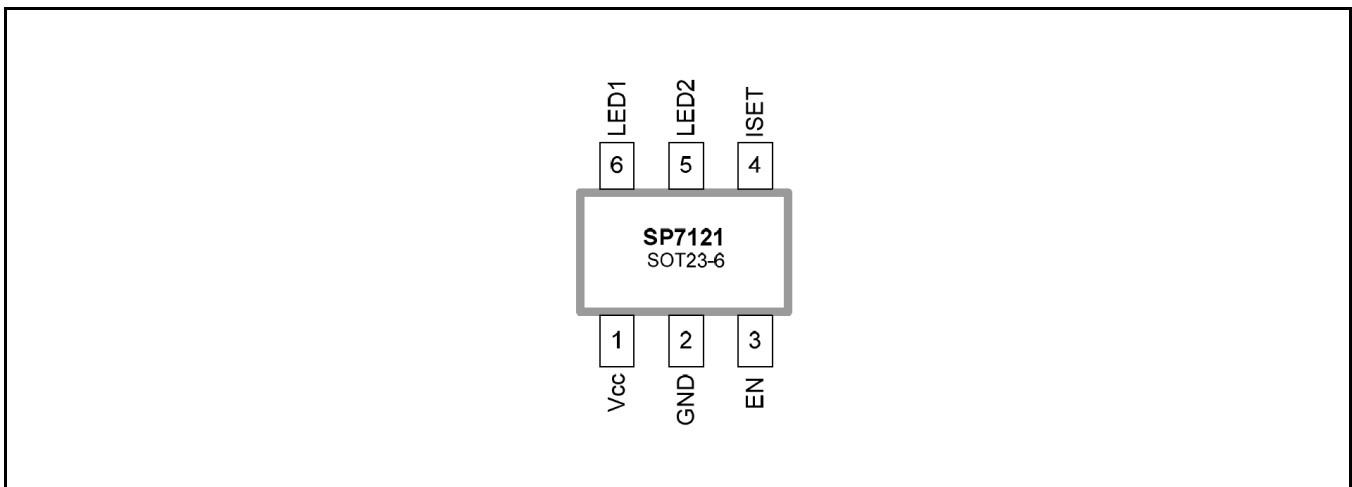 LED1 LED2 ISET
6 5 4
SP7121
SOT23-6
1 2 3
Vcc GND EN